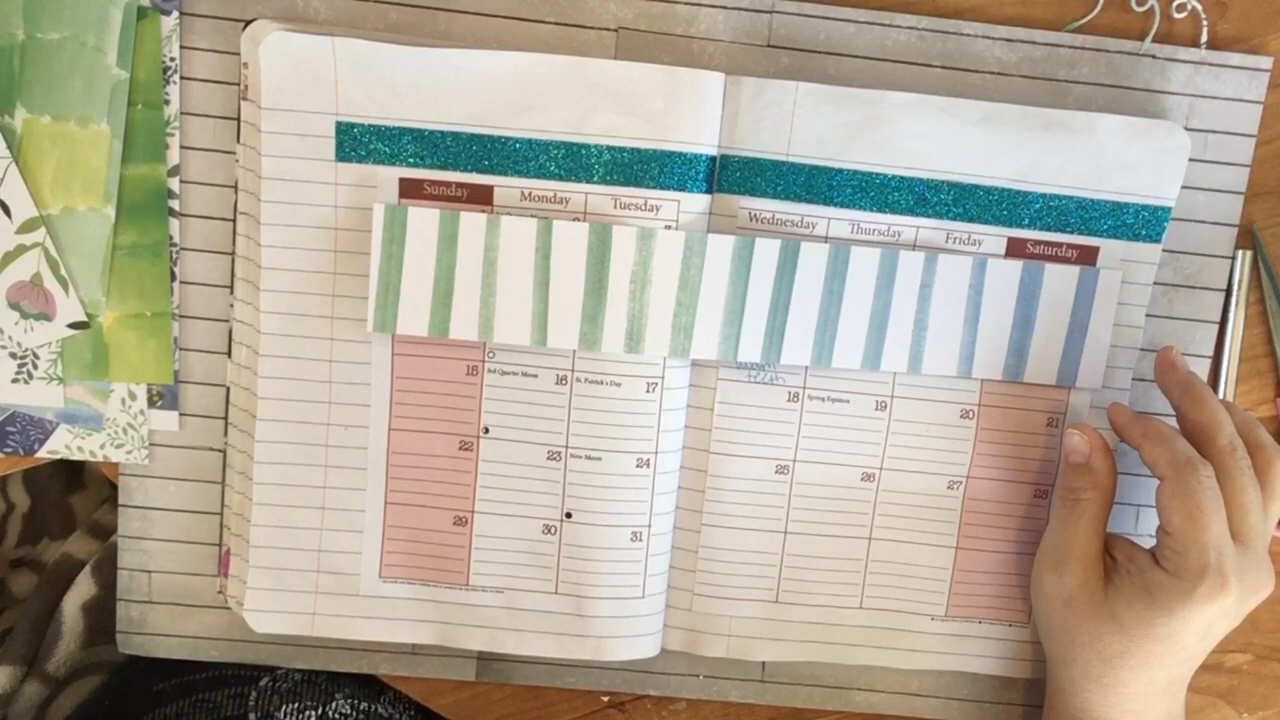 Sunday Monday Tuesday Wednesday Thursday Friday Saturday
15 3rd Quarter Moon 16 St. Patrick's Day 17 18 Spring Equinox 19 20 21
22 23 New Moon 24 25 26 27 28
29 30 31
teeth